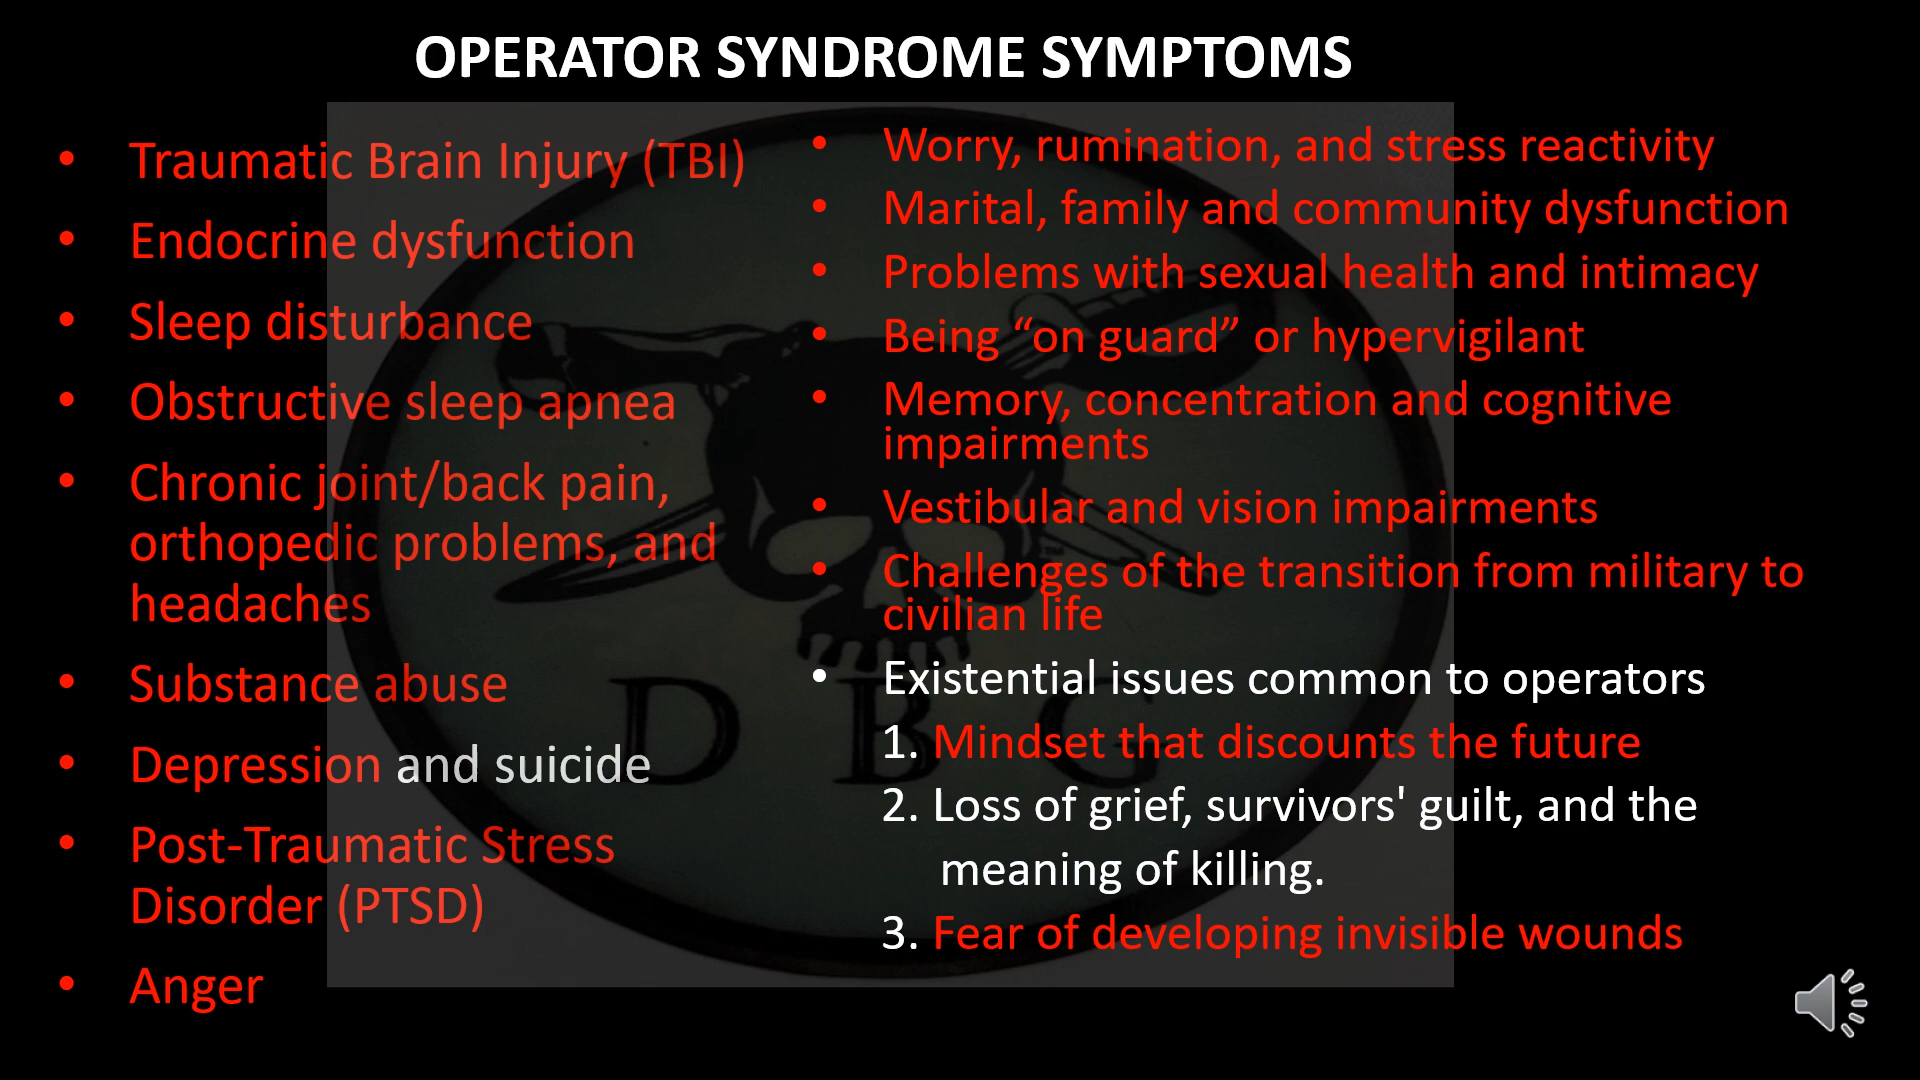 OPERATOR SYNDROME SYMPTOMS
• Traumatic Brain Injury (TBI)
• Endocrine dysfunction
• Sleep disturbance
• Obstructive sleep apnea
• Chronic joint/back pain,
orthopedic problems, and
headaches
• Substance abuse
• Depression and suicide
• Post-Traumatic Stress
Disorder (PTSD)
• Anger
• Worry, rumination, and stress reactivity
• Marital, family and community dysfunction
• Problems with sexual health and intimacy
• Being “on guard” or hypervigilant
• Memory, concentration and cognitive
impairments
• Vestibular and vision impairments
• Challenges of the transition from military to
civilian life
• Existential issues common to operators
1. Mindset that discounts the future
2. Loss of grief, survivors' guilt, and the
meaning of killing.
3. Fear of developing invisible wounds
TM
D B G